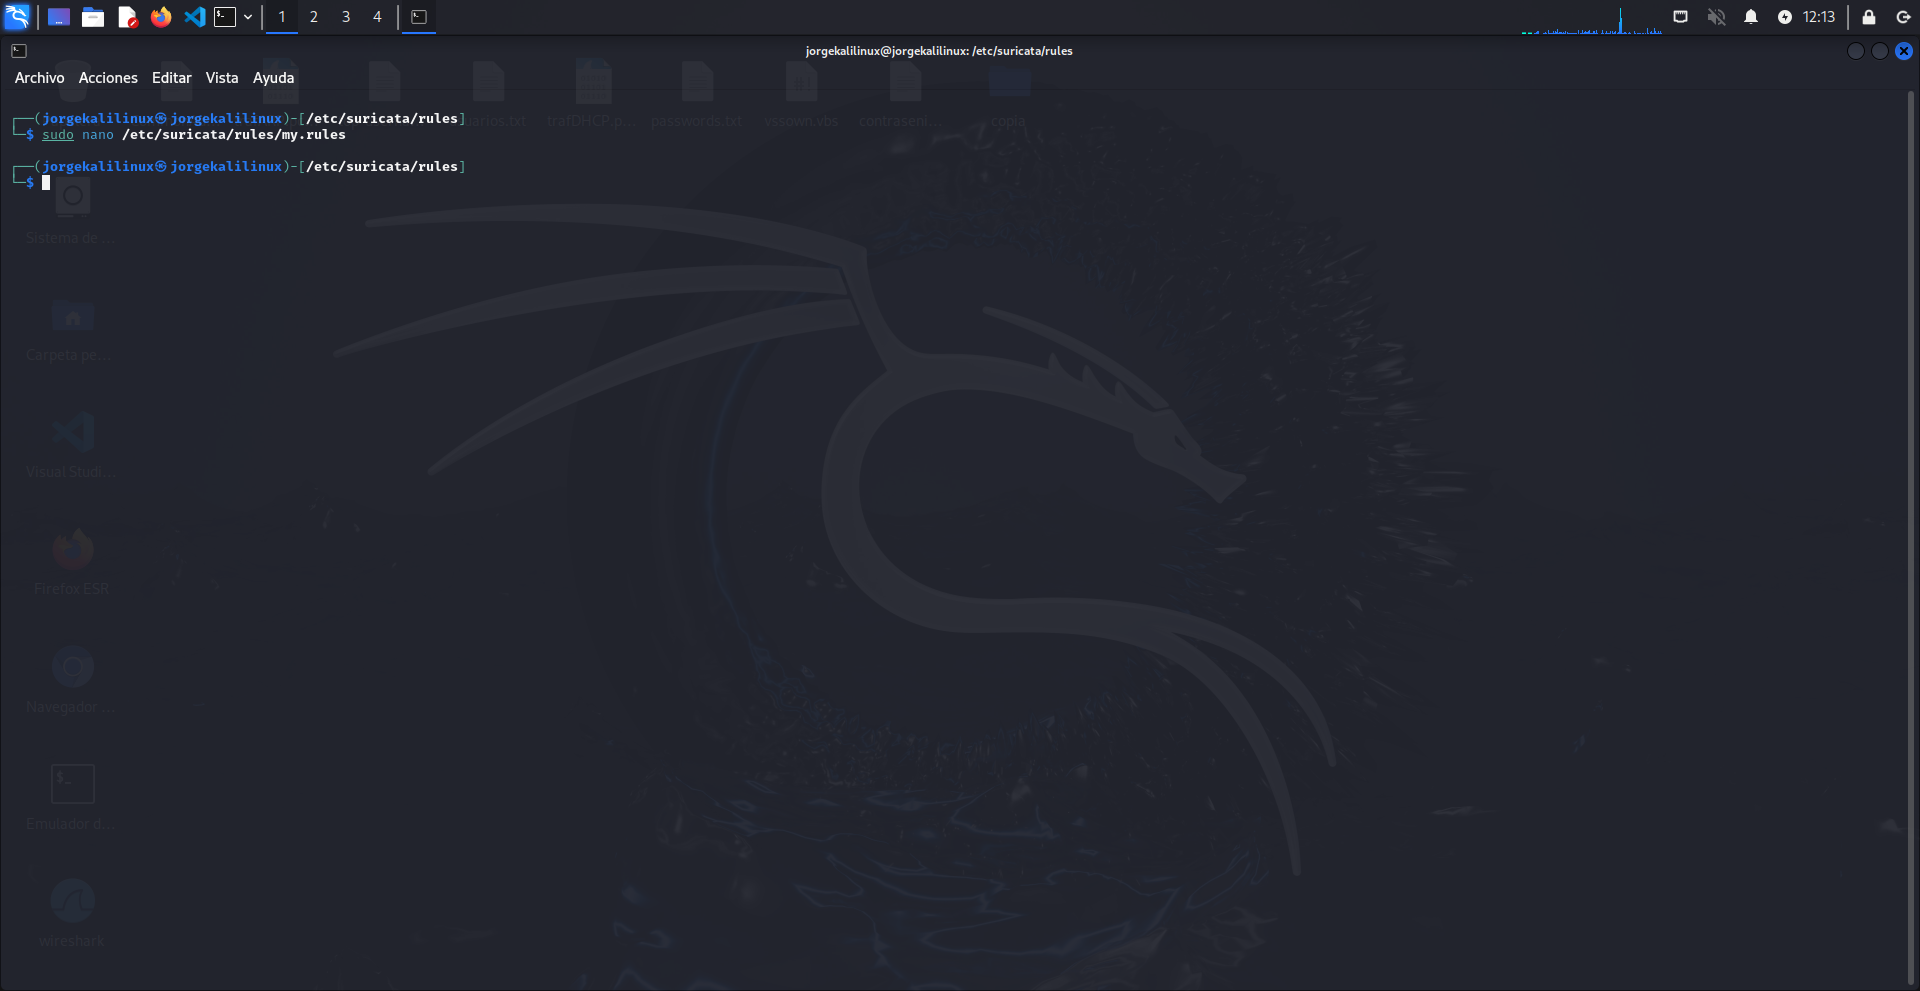 1 2 3 4
12:13
jorgekalilinux@jorgekalilinux: /etc/suricata/rules
Archivo Acciones Editar Vista Ayuda
┌──(jorgekalilinux㉿jorgekalilinux)-[/etc/suricata/rules]
└─$ sudo nano /etc/suricata/rules/my.rules
┌──(jorgekalilinux㉿jorgekalilinux)-[/etc/suricata/rules]
└─$
uarios.txt trafDHCP.p... passwords.txt vssown.vbs contraseni... copia
Sistema de ...
Carpeta pe...
Visual Studi...
Firefox ESR
Navegador ...
Emulador d...
wireshark